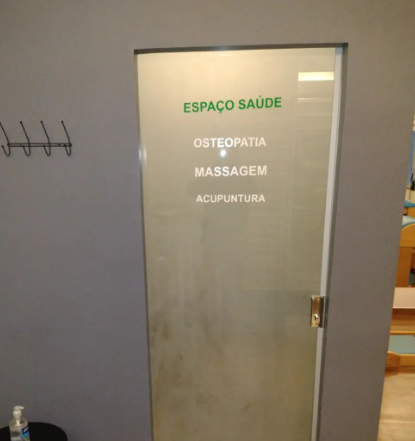 ESPAÇO SAÚDE
OSTEOPATIA
MASSAGEM
ACUPUNTURA